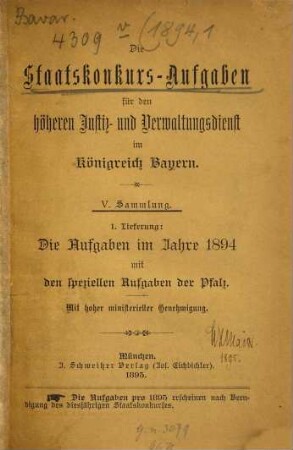 Bavar.
4309 v (1894,1
Die
Staatskonkurs-Aufgaben
für den
höheren Justiz- und Verwaltungsdienst
im
Königreich Bayern.
V. Sammlung.
1. Lieferung:
Die Aufgaben im Jahre 1894
mit
den speziellen Aufgaben der Pfalz.
Mit hoher ministerieller Genehmigung.
München.
J. Schweitzer Verlag (Jos. Eichbichler).
1895.
1895.
Die Aufgaben pro 1895 erscheinen nach Beendigung
des diesjährigen Staatskonkurses.